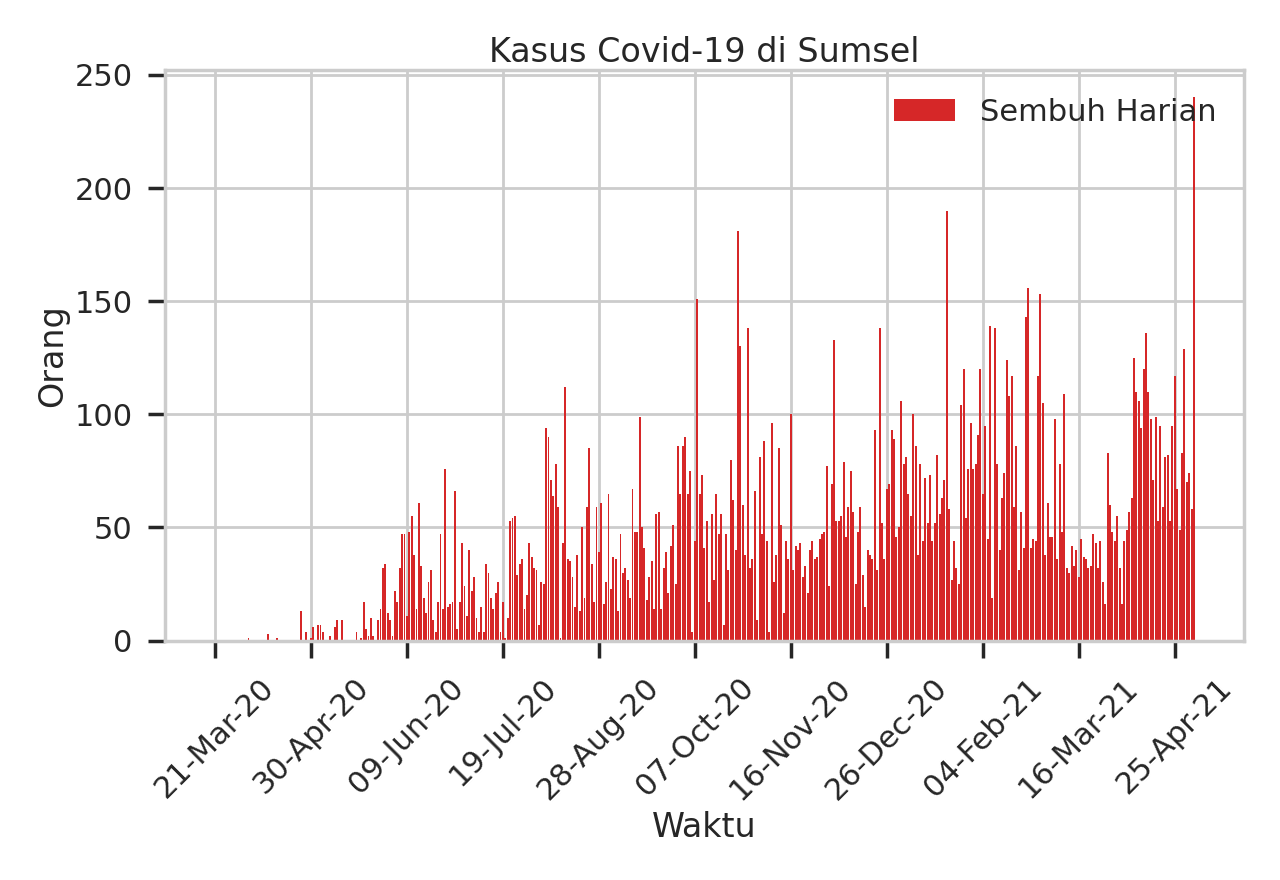 Kasus Covid-19 di Sumsel
Sembuh Harian
Orang
250
200
150
100
50
0
21-Mar-20
30-Apr-20
09-Jun-20
19-Jul-20
28-Aug-20
07-Oct-20
16-Nov-20
26-Dec-20
04-Feb-21
16-Mar-21
25-Apr-21
Waktu